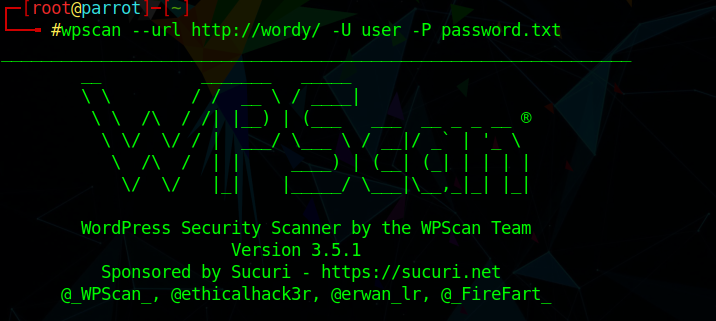 [root@parrot]-[~]
#wpscan --url http://wordy/ -U user -P password.txt
WPScan®
WordPress Security Scanner by the WPScan Team
Version 3.5.1
Sponsored by Sucuri - https://sucuri.net
@_WPScan_, @ethicalhack3r, @erwan_lr, @_FireFart_